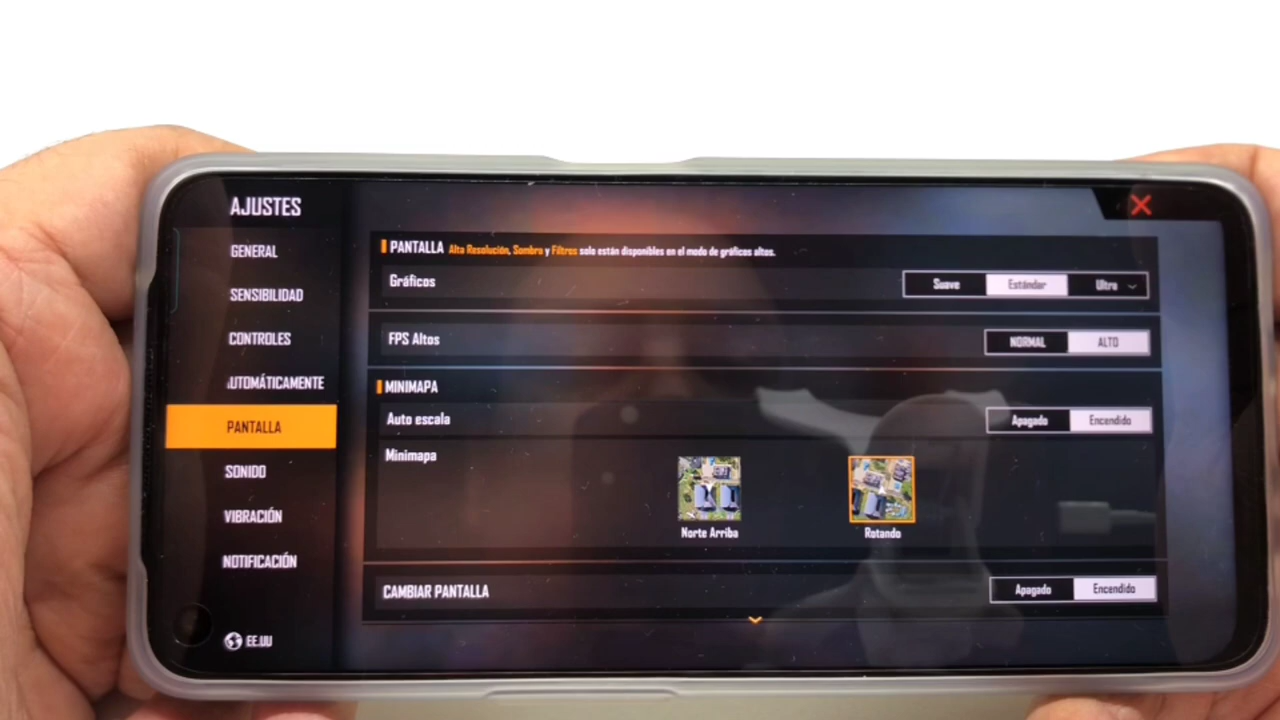 AJUSTES
GENERAL
SENSIBILIDAD
CONTROLES
AUTOMÁTICAMENTE
PANTALLA
SONIDO
VIBRACIÓN
NOTIFICACIÓN
EE.UU
PANTALLA Alta Resolución, Sombra y Filtros solo están disponibles en el modo de gráficos altos.
Gráficos Suave Estándar Ultra
FPS Altos NORMAL ALTO
MINIMAPA
Auto escala Apagado Encendido
Minimapa
Norte Arriba Rotando
CAMBIAR PANTALLA Apagado Encendido